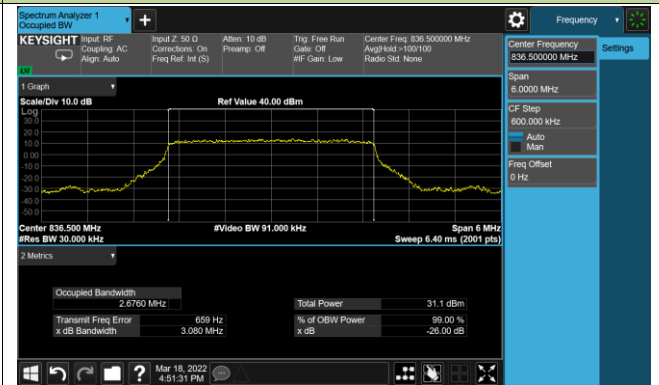 Spectrum Analyzer 1
Occupied BW
Frequency
KEYSIGHT
Input: RF
Coupling: AC
Align: Auto
Input Z: 50 Ω
Corrections: On
Freq Ref: Int (S)
Atten: 10 dB
Preamp: Off
Trig: Free Run
Gate: Off
#IF Gain: Low
Center Freq: 836.500000 MHz
Avg|Hold:>100/100
Radio Std: None
LXI
Center Frequency
836.500000 MHz
Settings
Span
6.0000 MHz
CF Step
600.000 kHz
Auto
Man
Freq Offset
0 Hz
1 Graph
Scale/Div 10.0 dB
Ref Value 40.00 dBm
Log
30.0
20.0
10.0
0.00
-10.0
-20.0
-30.0
-40.0
-50.0
Center 836.500 MHz
#Video BW 91.000 kHz
Span 6 MHz
#Res BW 30.000 kHz
Sweep 6.40 ms (2001 pts)
2 Metrics
Occupied Bandwidth
2.6760 MHz
Total Power 31.1 dBm
Transmit Freq Error 659 Hz
% of OBW Power 99.00 %
x dB Bandwidth 3.080 MHz
x dB -26.00 dB
?
Mar 18, 2022
4:51:31 PM